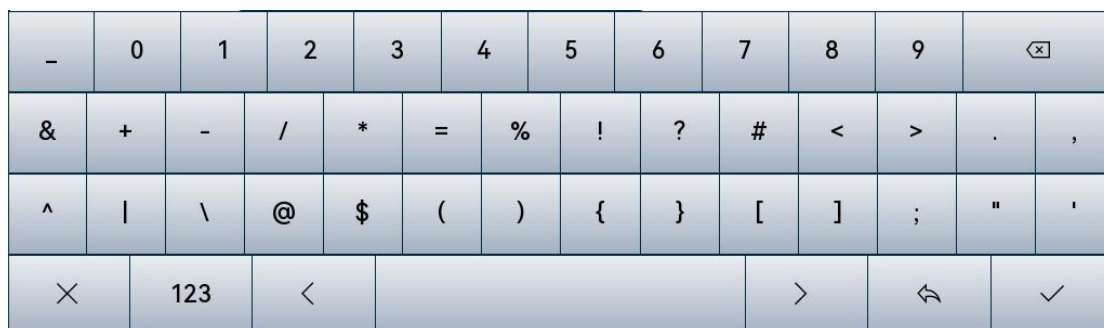 _ 0 1 2 3 4 5 6 7 8 9
& + - / * = % ! ? # < > . ,
^ | \ @ $ ( ) { } [ ] ; " '
123